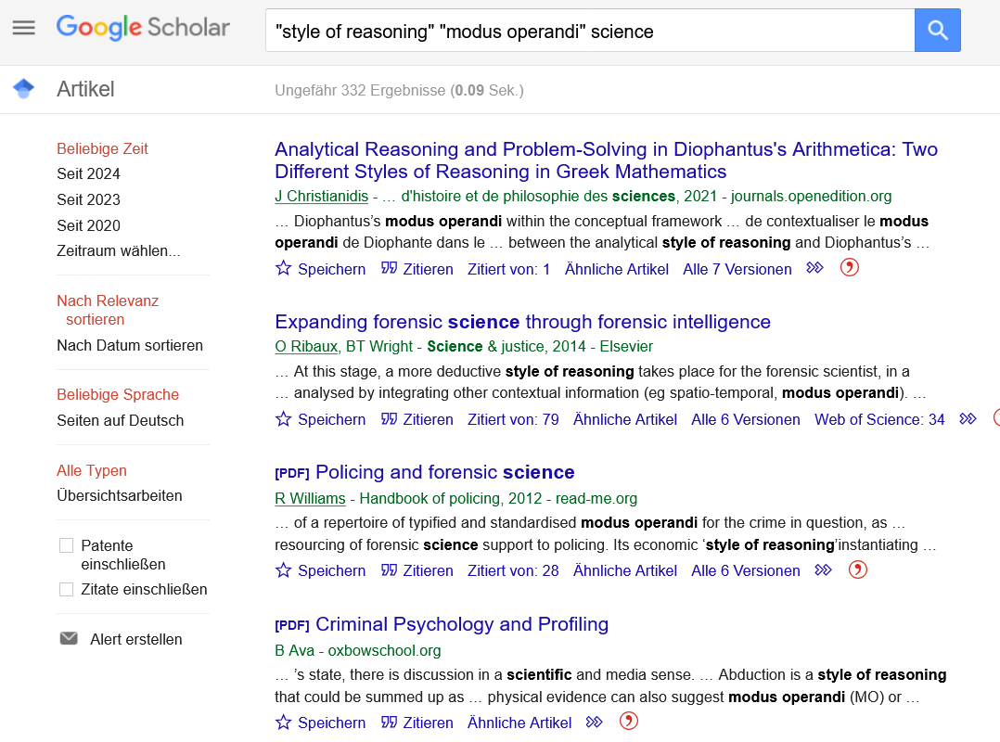 Google Scholar
"style of reasoning" "modus operandi" science
Artikel
Ungefähr 332 Ergebnisse (0.09 Sek.)
Beliebige Zeit
Seit 2024
Seit 2023
Seit 2020
Zeitraum wählen...
Nach Relevanz
sortieren
Nach Datum sortieren
Beliebige Sprache
Seiten auf Deutsch
Alle Typen
Übersichtsarbeiten
Patente
einschließen
Zitate einschließen
Alert erstellen
Analytical Reasoning and Problem-Solving in Diophantus's Arithmetica: Two
Different Styles of Reasoning in Greek Mathematics
J Christianidis - … d'histoire et de philosophie des sciences, 2021 - journals.openedition.org
… Diophantus’s modus operandi within the conceptual framework … de contextualiser le modus
operandi de Diophante dans le … between the analytical style of reasoning and Diophantus’s …
Speichern Zitieren Zitiert von: 1 Ähnliche Artikel Alle 7 Versionen
Expanding forensic science through forensic intelligence
O Ribaux, BT Wright - Science & justice, 2014 - Elsevier
… At this stage, a more deductive style of reasoning takes place for the forensic scientist, in a
… analysed by integrating other contextual information (eg spatio-temporal, modus operandi). …
Speichern Zitieren Zitiert von: 79 Ähnliche Artikel Alle 6 Versionen Web of Science: 34
[PDF] Policing and forensic science
R Williams - Handbook of policing, 2012 - read-me.org
… of a repertoire of typified and standardised modus operandi for the crime in question, as …
resourcing of forensic science support to policing. Its economic ‘style of reasoning’instantiating …
Speichern Zitieren Zitiert von: 28 Ähnliche Artikel Alle 6 Versionen
[PDF] Criminal Psychology and Profiling
B Ava - oxbowschool.org
… ’s state, there is discussion in a scientific and media sense. … Abduction is a style of reasoning
that could be summed up as … physical evidence can also suggest modus operandi (MO) or …
Speichern Zitieren Ähnliche Artikel